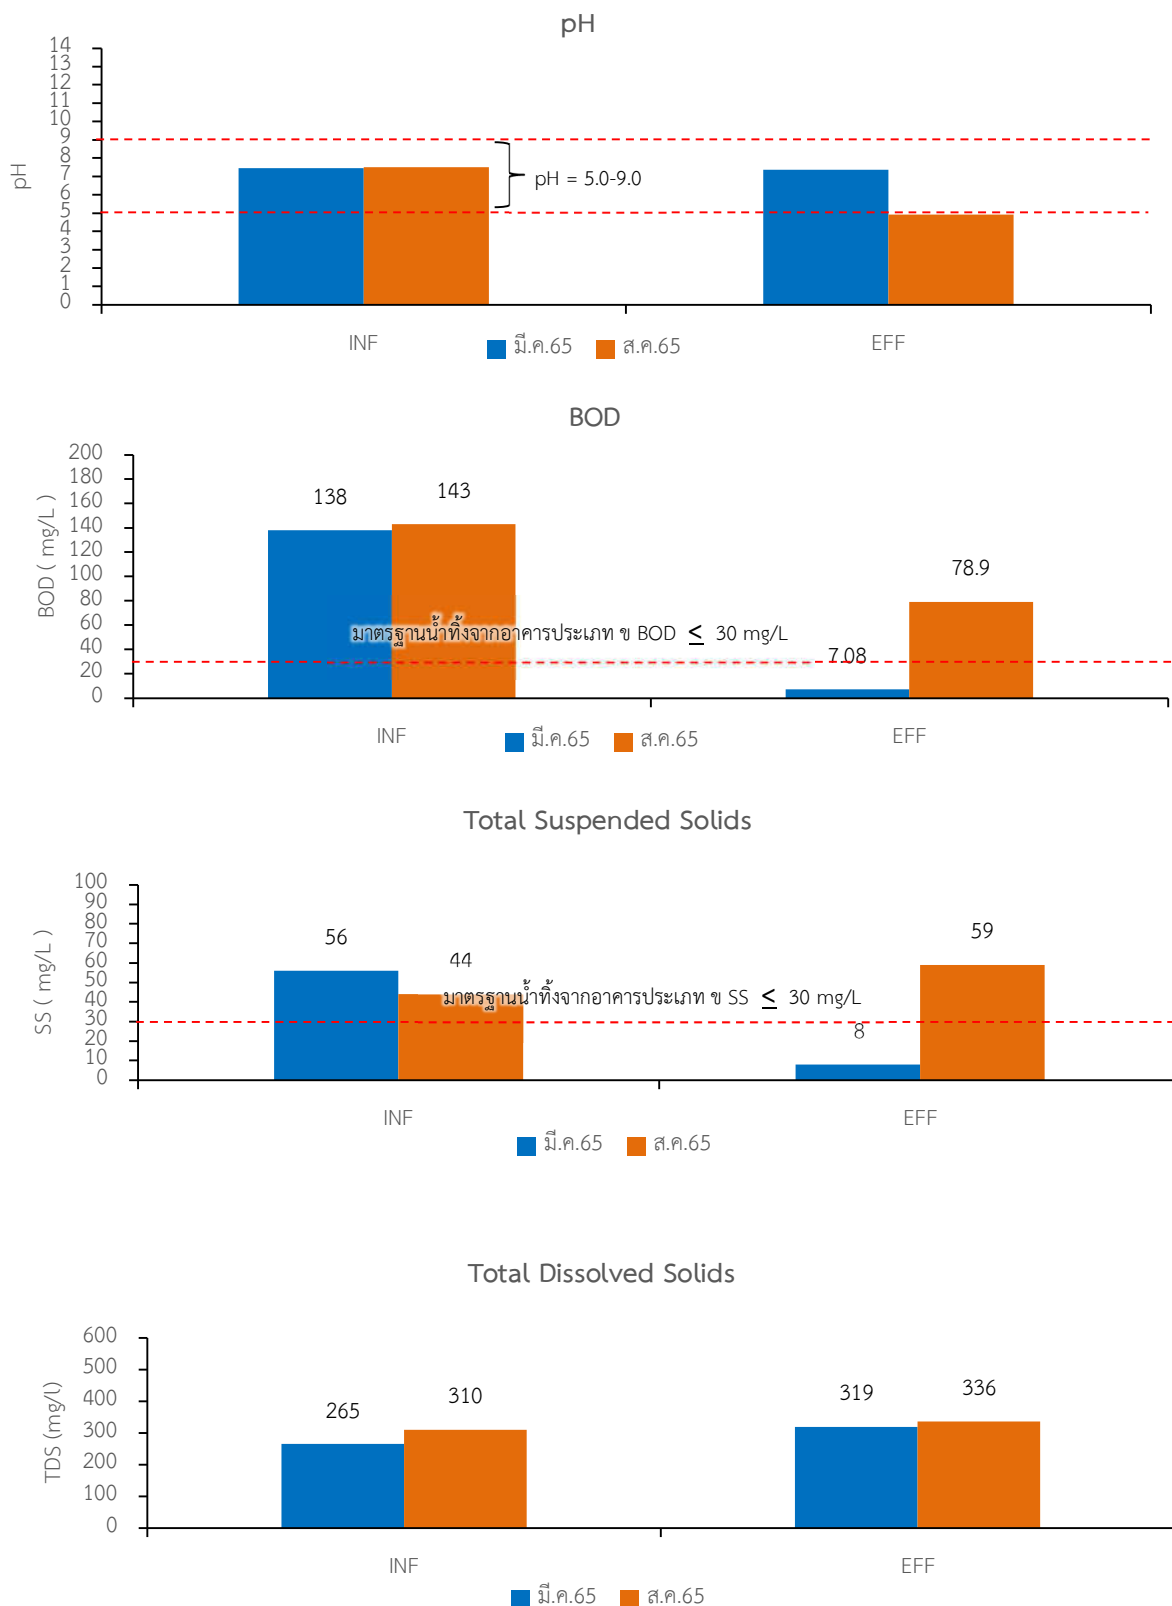 pH
14
13
12
11
10
9
8
7
6
5
4
3
2
1
0
pH
pH = 5.0-9.0
INF
EFF
มี.ค.65
ส.ค.65
BOD
200
180
160
140
120
100
80
60
40
20
0
BOD ( mg/L )
138
143
7.08
78.9
มาตรฐานน้ำทิ้งจากอาคารประเภท ข BOD ≤ 30 mg/L
INF
EFF
มี.ค.65
ส.ค.65
Total Suspended Solids
100
90
80
70
60
50
40
30
20
10
0
SS ( mg/L )
56
44
8
59
มาตรฐานน้ำทิ้งจากอาคารประเภท ข SS ≤ 30 mg/L
INF
EFF
มี.ค.65
ส.ค.65
Total Dissolved Solids
600
500
400
300
200
100
0
TDS (mg/l)
265
310
319
336
INF
EFF
มี.ค.65
ส.ค.65